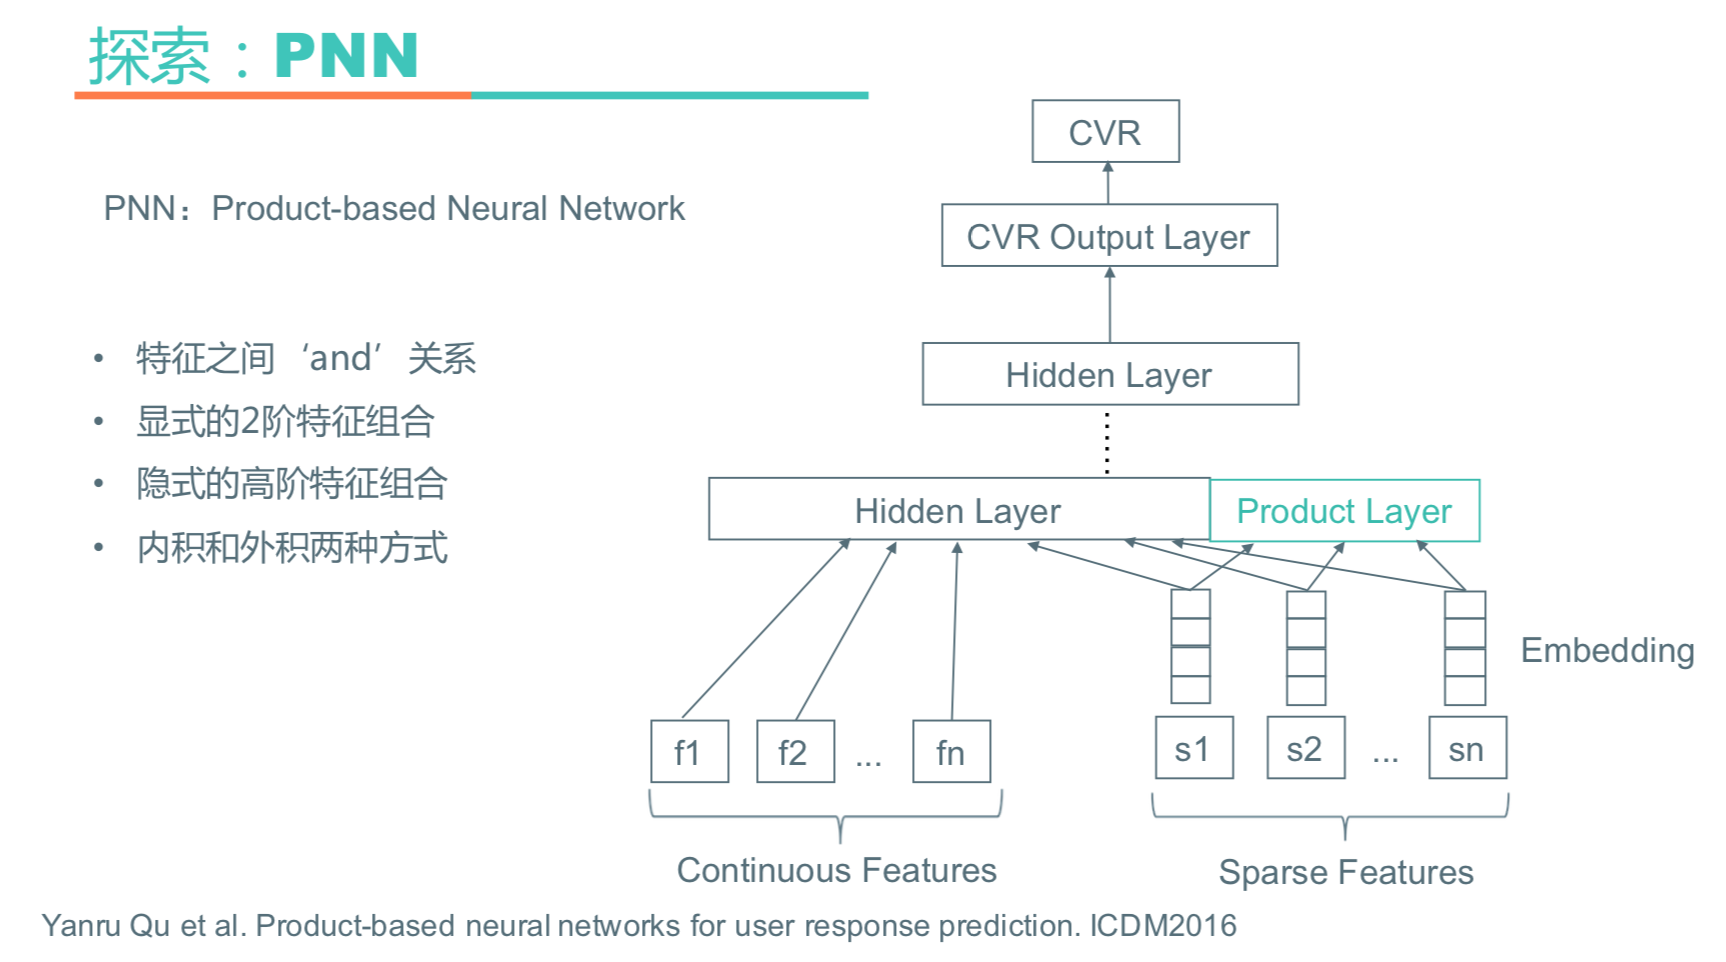 探索：PNN
PNN：Product-based Neural Network
• 特征之间‘and’关系
• 显式的2阶特征组合
• 隐式的高阶特征组合
• 内积和外积两种方式
CVR
CVR Output Layer
Hidden Layer
Hidden Layer
Product Layer
Embedding
f1 f2 ... fn
s1 s2 ... sn
Continuous Features
Sparse Features
Yanru Qu et al. Product-based neural networks for user response prediction. ICDM2016